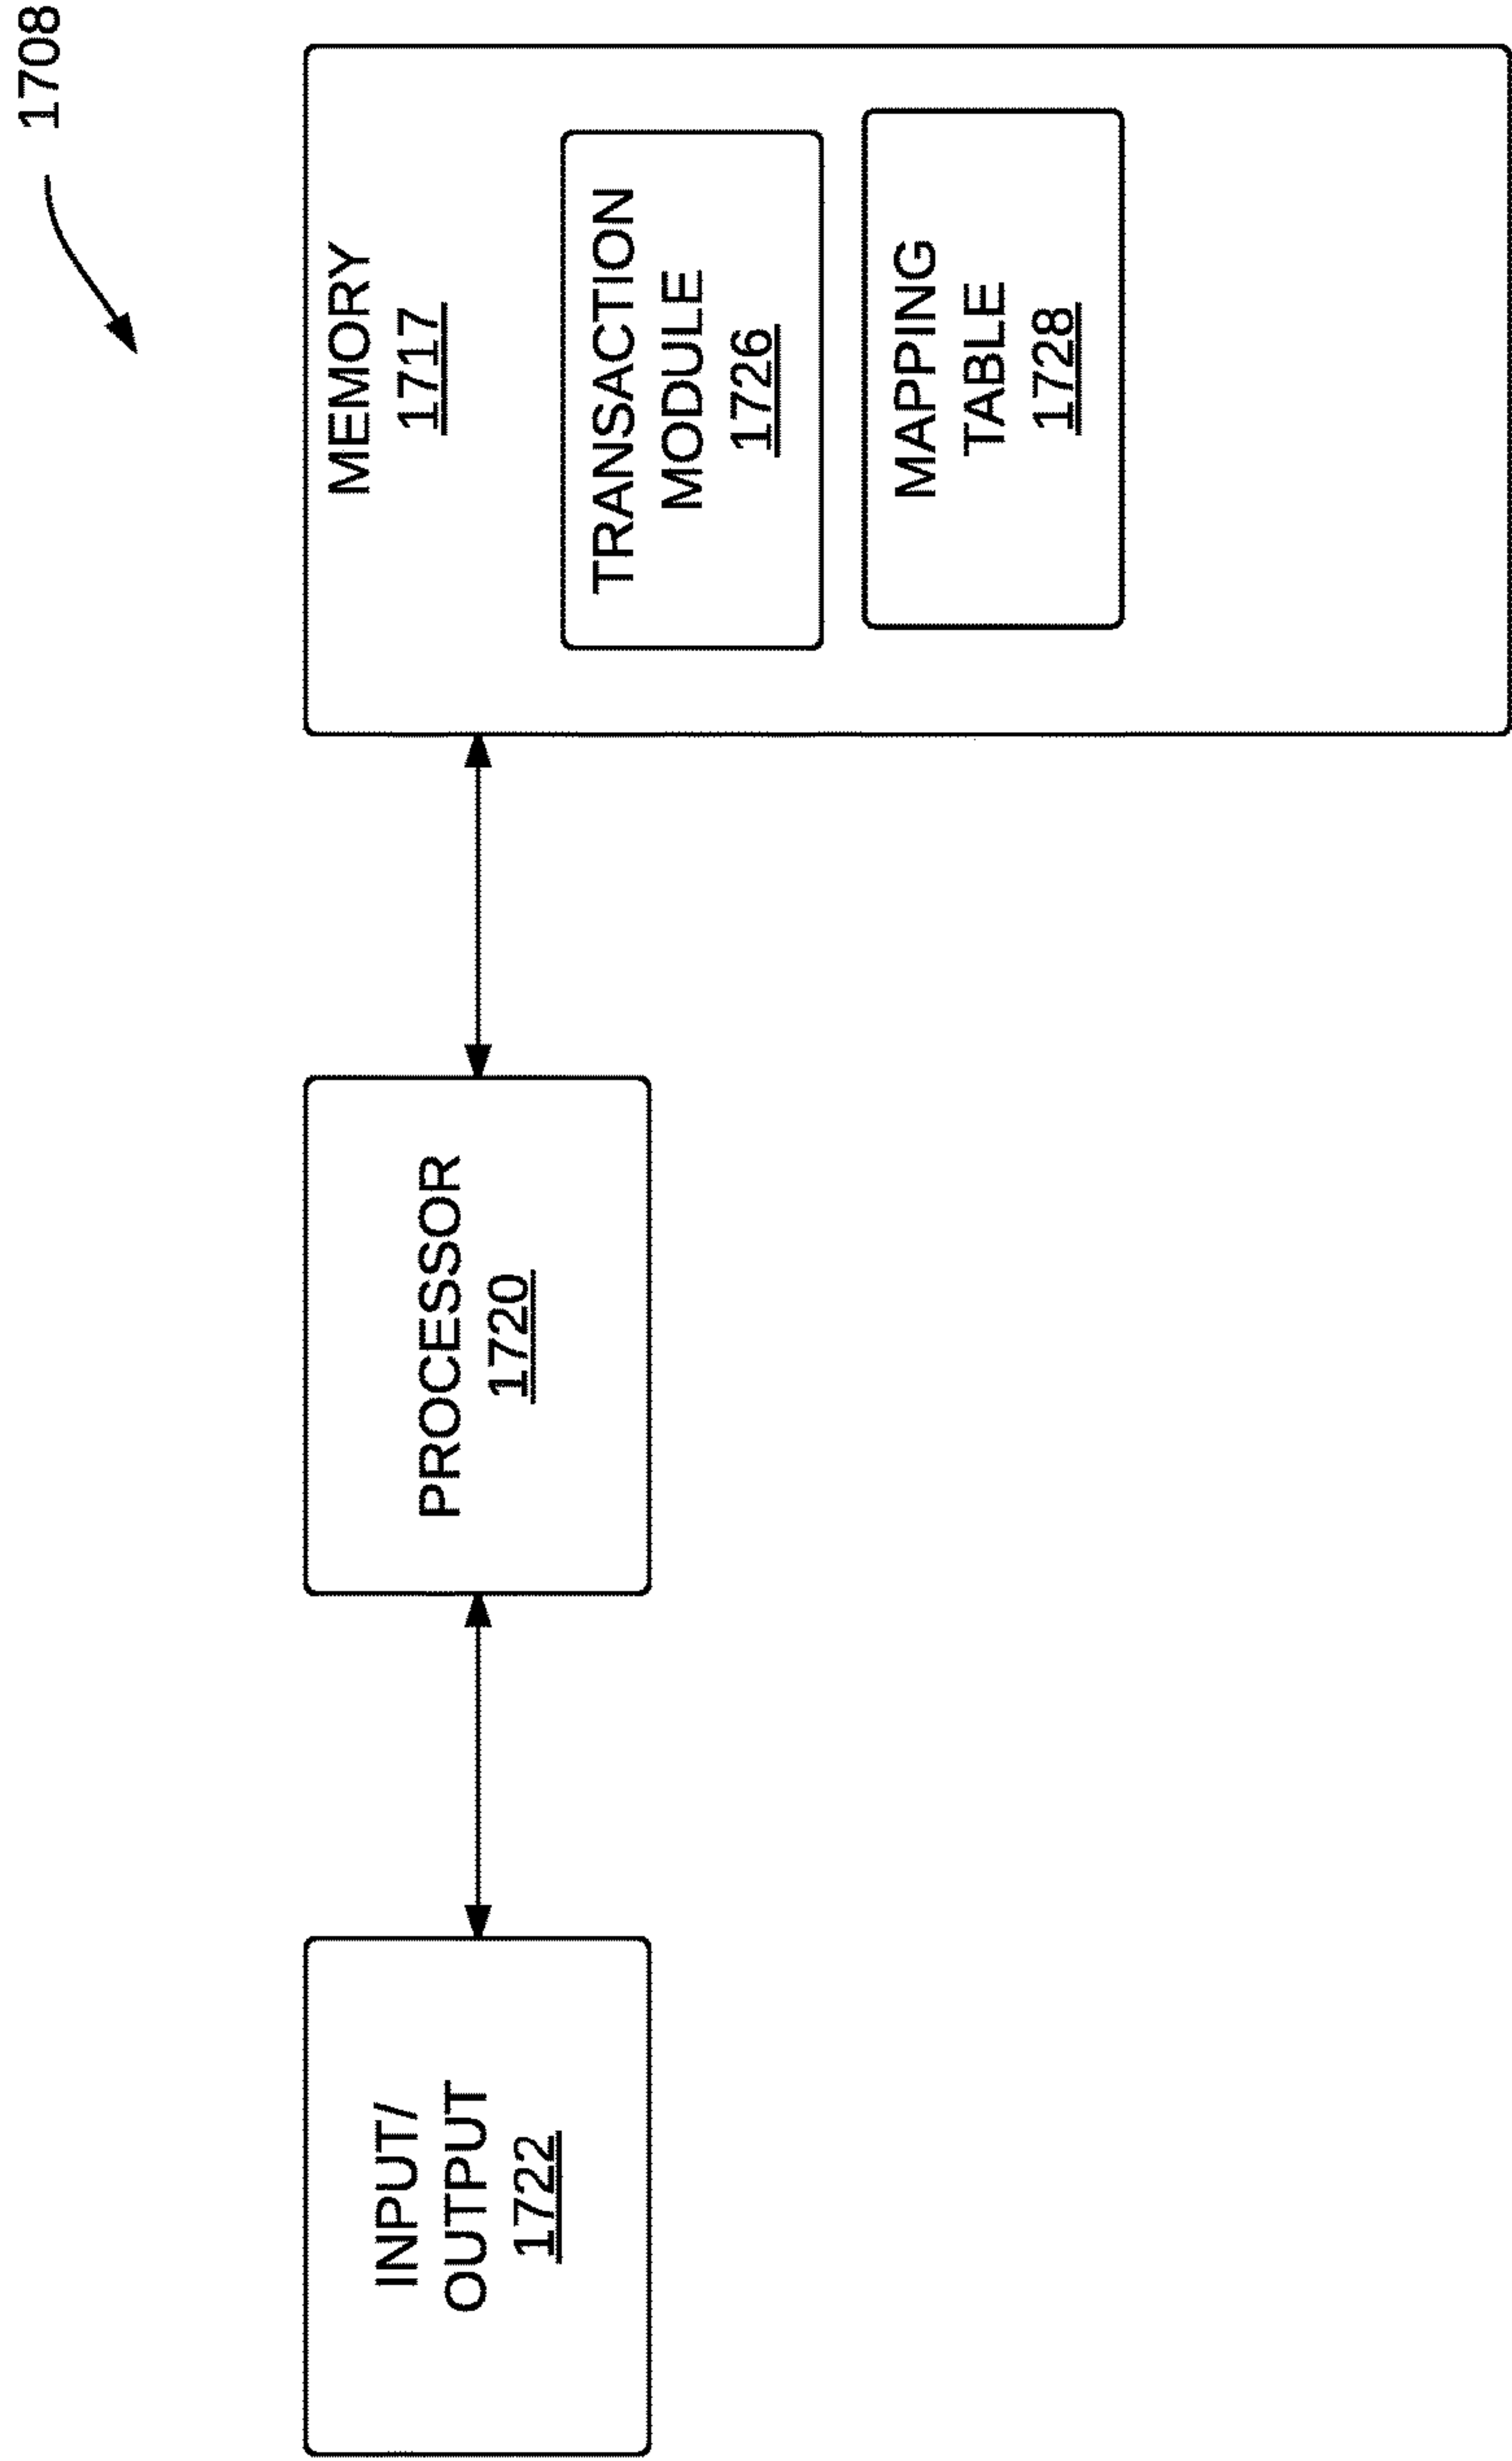 1708
INPUT/
OUTPUT
1722
PROCESSOR
1720
MEMORY
1717
TRANSACTION
MODULE
1726
MAPPING
TABLE
1728